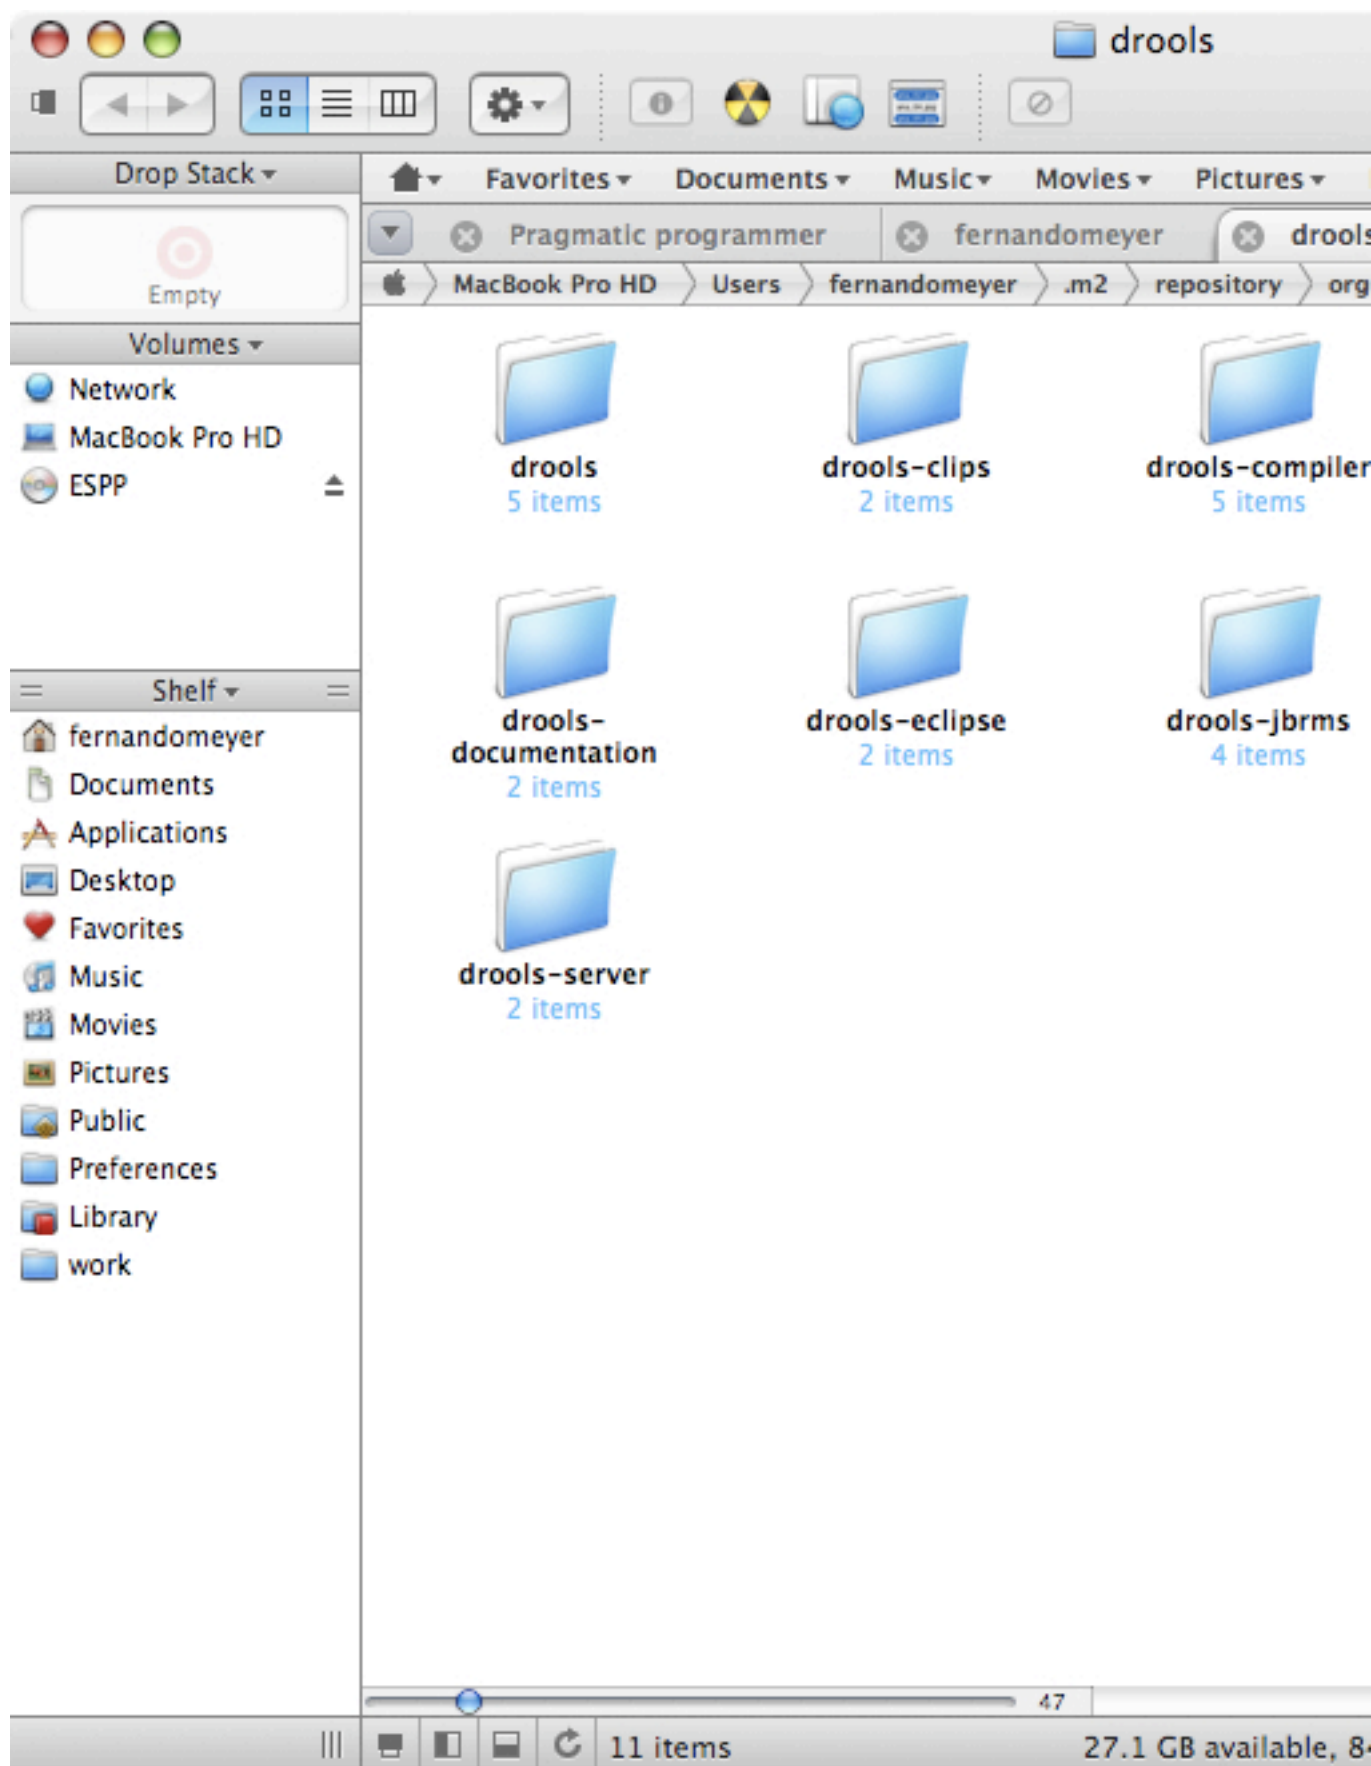 drools
Drop Stack
Empty
Volumes
Network
MacBook Pro HD
ESPP
Shelf
fernandomeyer
Documents
Applications
Desktop
Favorites
Music
Movies
Pictures
Public
Preferences
Library
work
Favorites Documents Music Movies Pictures
Pragmatic programmer fernandomeyer drools
MacBook Pro HD Users fernandomeyer .m2 repository org
drools drools-clips drools-compiler
5 items 2 items 5 items
drools- drools-eclipse drools-jbrms
documentation 2 items 4 items
2 items
drools-server
2 items
47
11 items 27.1 GB available, 84